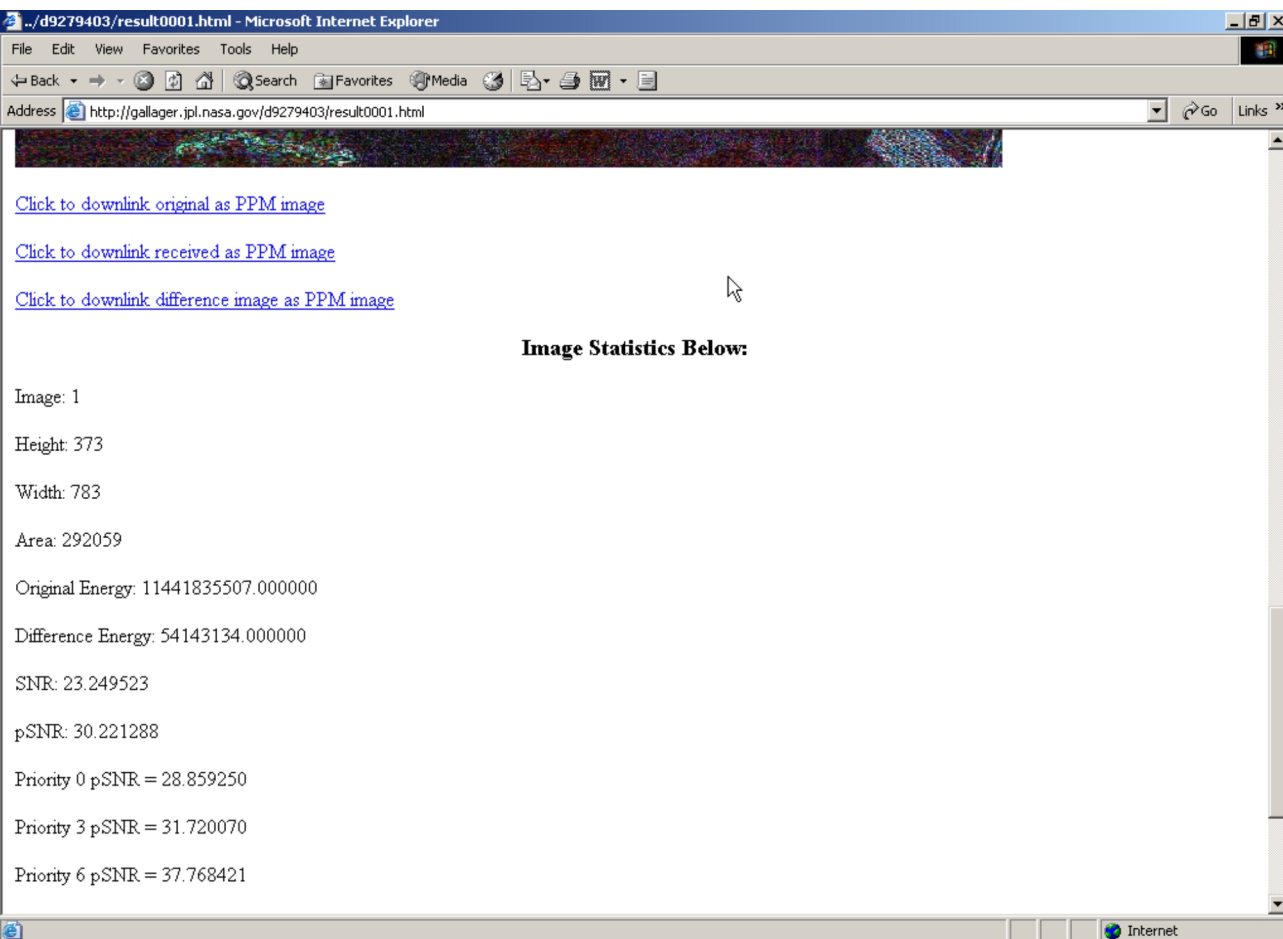 ../d9279403/result0001.html - Microsoft Internet Explorer
File Edit View Favorites Tools Help
Back Search Favorites Media
Address http://gallager.jpl.nasa.gov/d9279403/result0001.html Go Links »
Click to downlink original as PPM image
Click to downlink received as PPM image
Click to downlink difference image as PPM image
Image Statistics Below:
Image: 1
Height: 373
Width: 783
Area: 292059
Original Energy: 11441835507.000000
Difference Energy: 54143134.000000
SNR: 23.249523
pSNR: 30.221288
Priority 0 pSNR = 28.859250
Priority 3 pSNR = 31.720070
Priority 6 pSNR = 37.768421
Internet